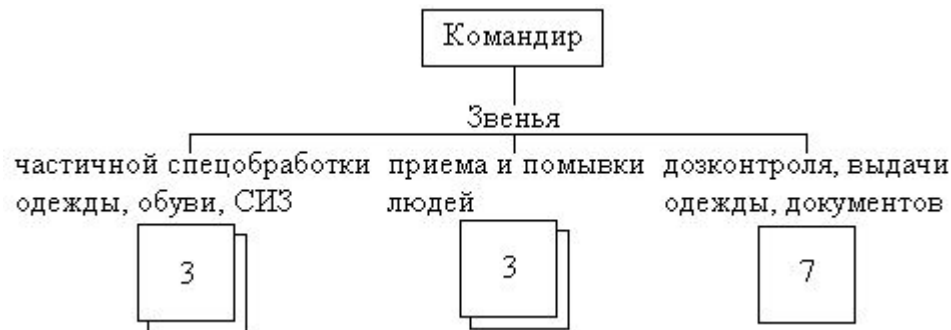 Командир
Звенья
частичной спецобработки
одежды, обуви, СИЗ
приема и помывки
людей
дозконтроля, выдачи
одежды, документов
3
3
7